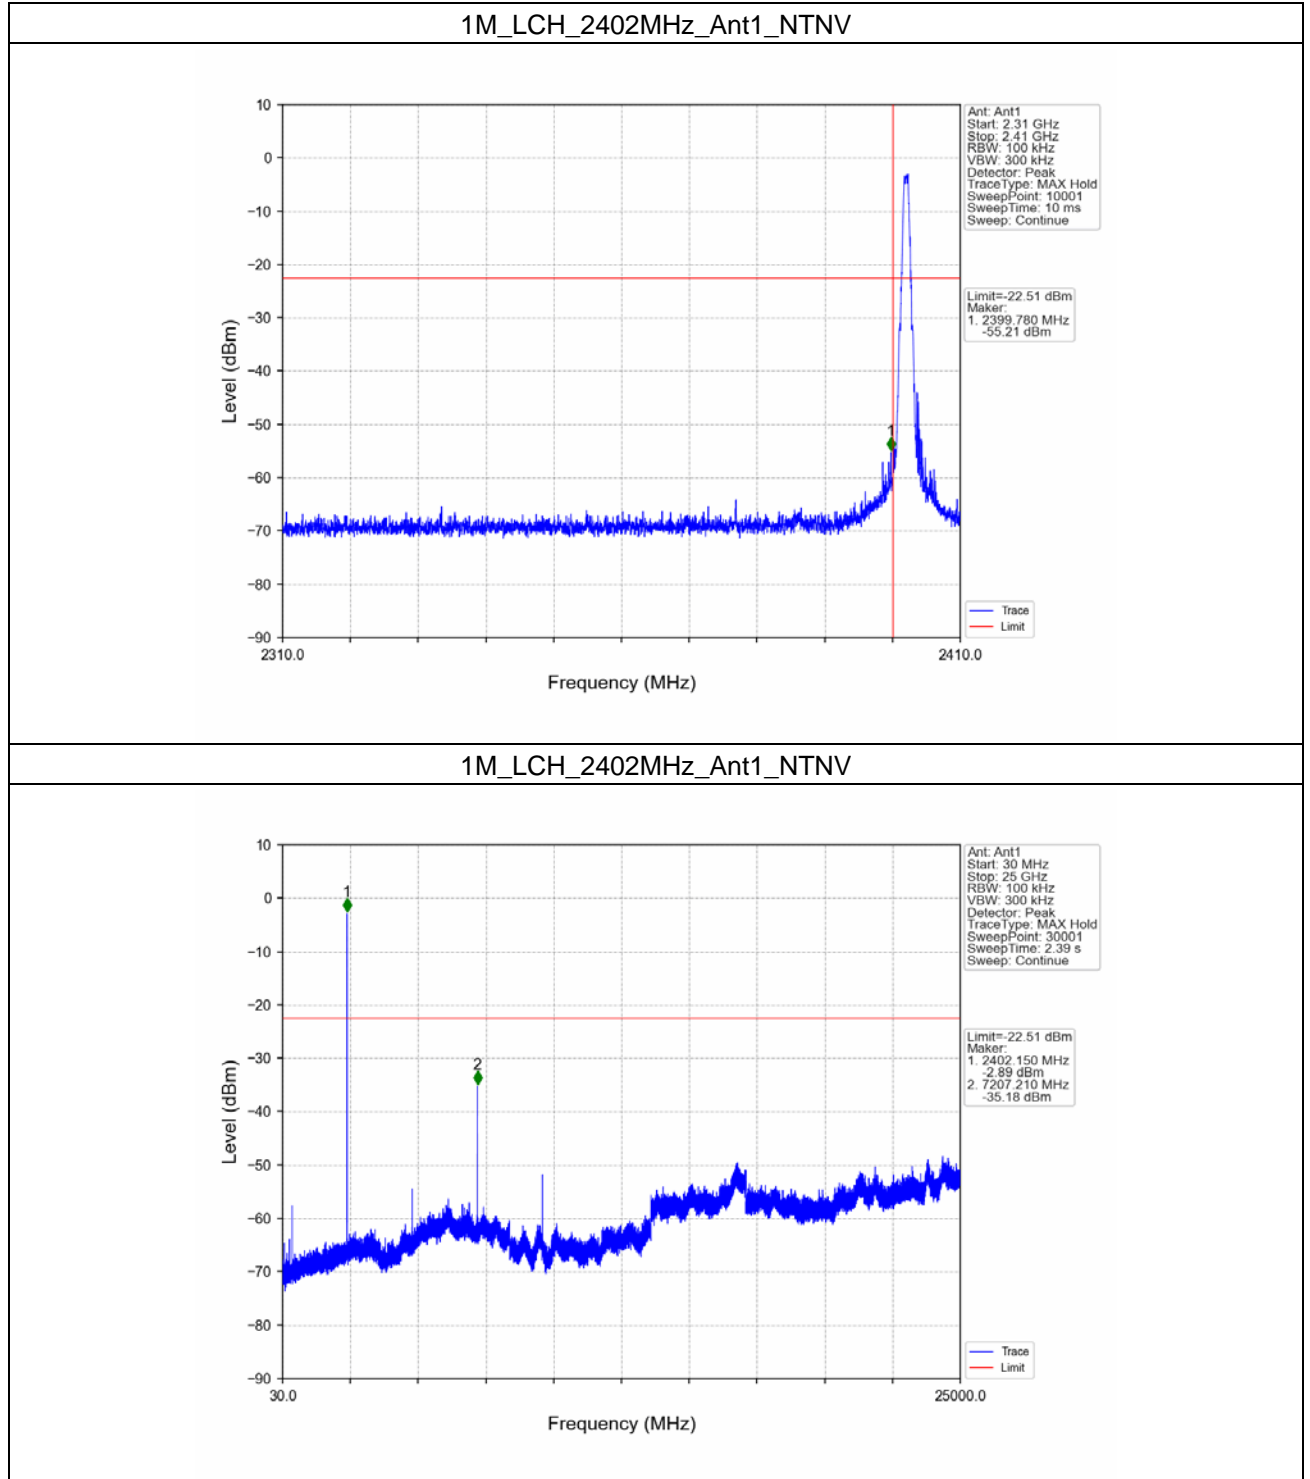 1M_LCH_2402MHz_Ant1_NTNV
10
0
−10
−20
−30
−40
−50
−60
−70
−80
−90
Level (dBm)
1
2310.0
2410.0
Frequency (MHz)
Ant: Ant1
Start: 2.31 GHz
Stop: 2.41 GHz
RBW: 100 kHz
VBW: 300 kHz
Detector: Peak
TraceType: MAX Hold
SweepPoint: 10001
SweepTime: 10 ms
Sweep: Continue
Limit=-22.51 dBm
Maker:
1. 2399.780 MHz
-55.21 dBm
Trace
Limit
1M_LCH_2402MHz_Ant1_NTNV
10
0
−10
−20
−30
−40
−50
−60
−70
−80
−90
Level (dBm)
1
2
30.0
25000.0
Frequency (MHz)
Ant: Ant1
Start: 30 MHz
Stop: 25 GHz
RBW: 100 kHz
VBW: 300 kHz
Detector: Peak
TraceType: MAX Hold
SweepPoint: 30001
SweepTime: 2.39 s
Sweep: Continue
Limit=-22.51 dBm
Maker:
1. 2402.150 MHz
-2.89 dBm
2. 7207.210 MHz
-35.18 dBm
Trace
Limit